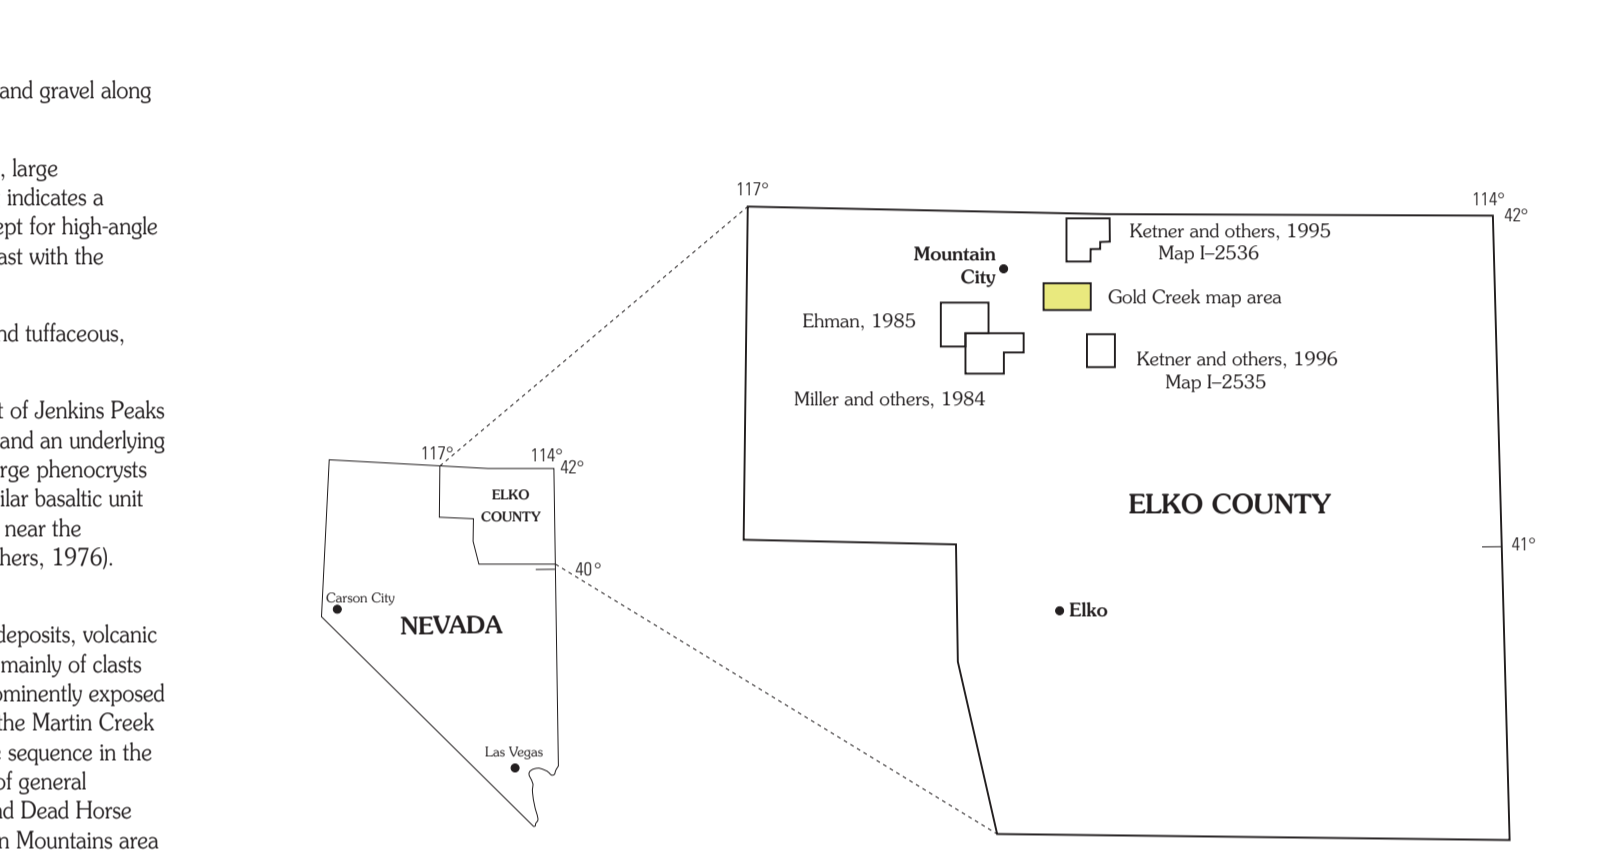 and gravel along
, large
indicates a
ept for high-angle
ast with the
nd tuffaceous,
t of Jenkins Peaks
and an underlying
rge phenocrysts
ilar basaltic unit
near the
hers, 1976).
deposits, volcanic
mainly of clasts
ominently exposed
the Martin Creek
e sequence in the
of general
nd Dead Horse
n Mountains area
117°
114°
42°
ELKO
COUNTY
40°
Carson City
NEVADA
Las Vegas
117°
114°
42°
Ketner and others, 1995
Map I–2536
Mountain
City
Gold Creek map area
Ehman, 1985
Ketner and others, 1996
Map I–2535
Miller and others, 1984
ELKO COUNTY
41°
Elko